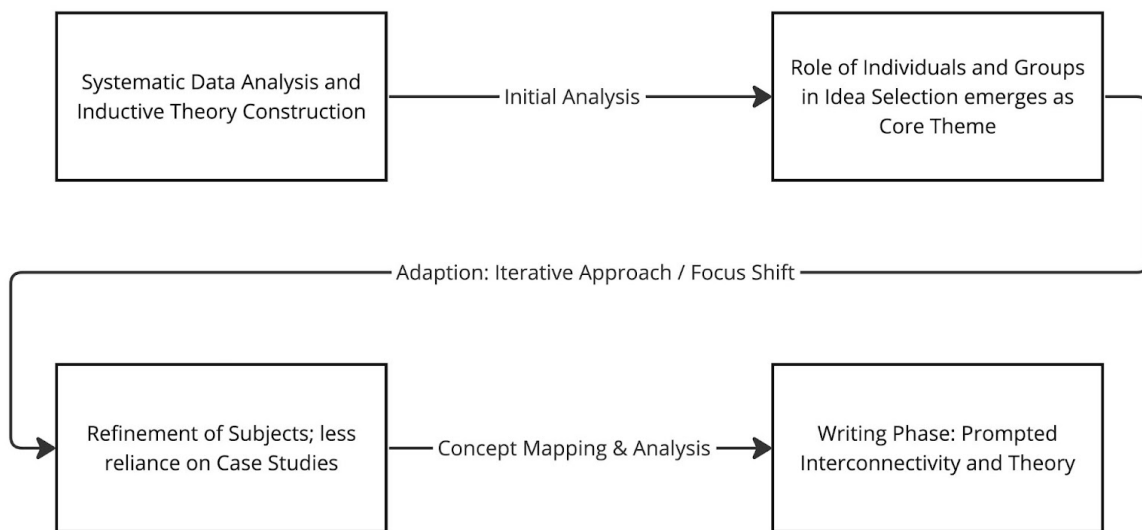 Systematic Data Analysis and
Inductive Theory Construction
Initial Analysis
Role of Individuals and Groups
in Idea Selection emerges as
Core Theme
Adaption: Iterative Approach / Focus Shift
Refinement of Subjects; less
reliance on Case Studies
Concept Mapping & Analysis
Writing Phase: Prompted
Interconnectivity and Theory